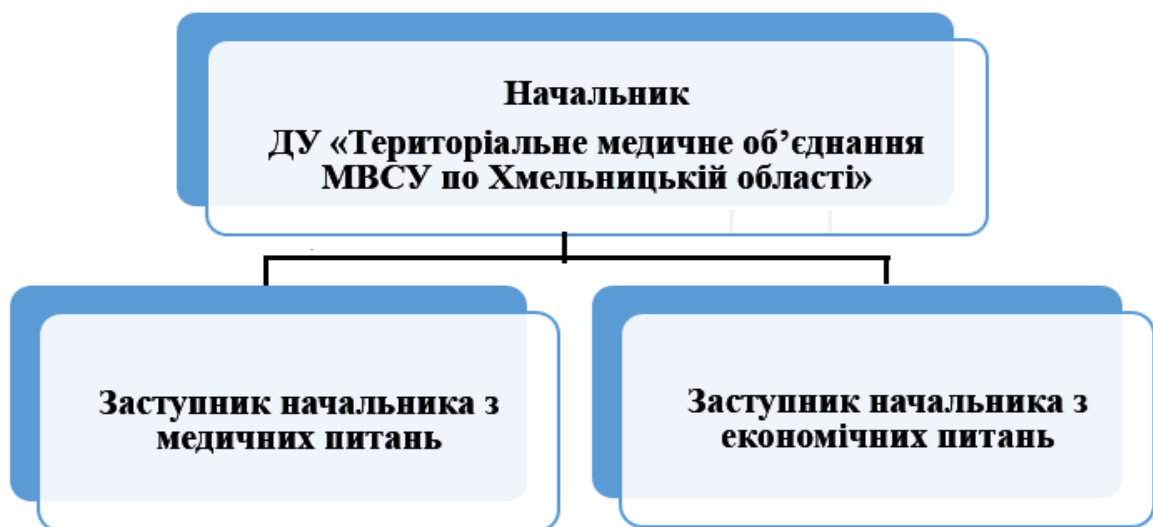 Начальник
ДУ «Територіальне медичне об’єднання
МВСУ по Хмельницькій області»
Заступник начальника з
медичних питань
Заступник начальника з
економічних питань